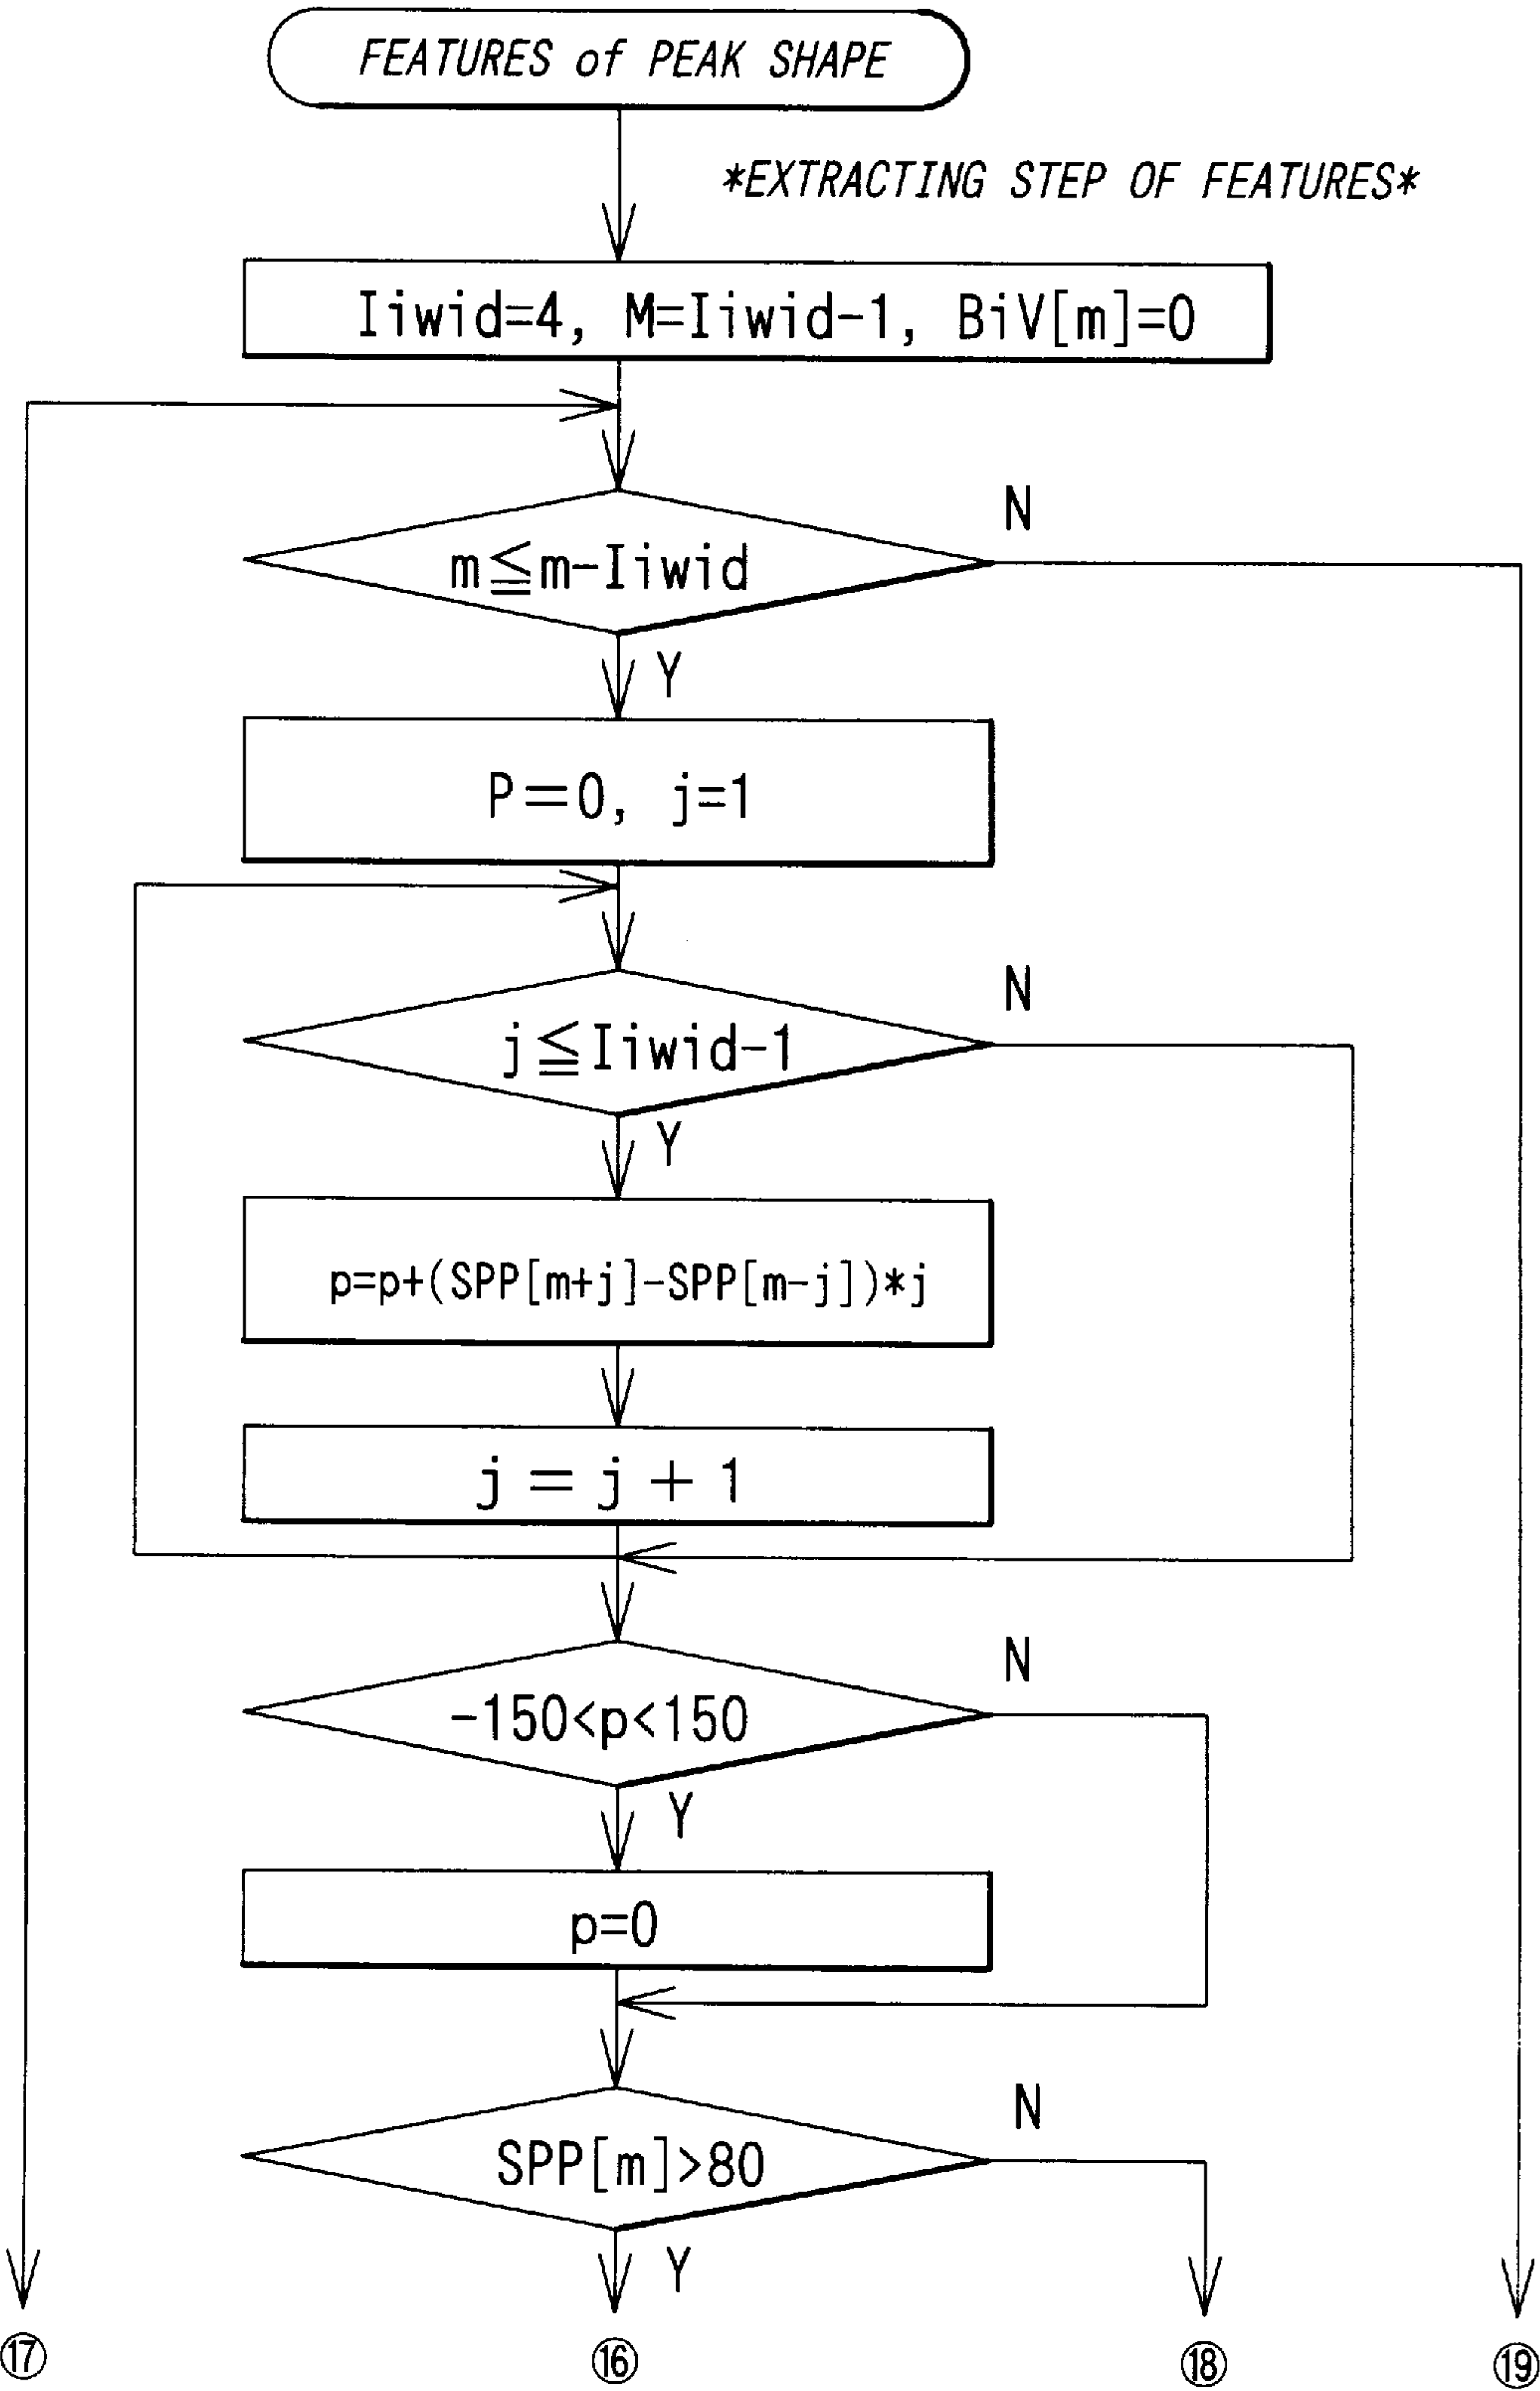 FEATURES of PEAK SHAPE
*EXTRACTING STEP OF FEATURES*
Iiwid=4, M=Iiwid-1, BiV[m]=0
N
m≦m-Iiwid
Y
P=0, j=1
N
j≦Iiwid-1
Y
p=p+(SPP[m+j]-SPP[m-j])*j
j = j + 1
N
-150<p<150
Y
p=0
N
SPP[m]>80
Y
⑰ ⑯ ⑱ ⑲